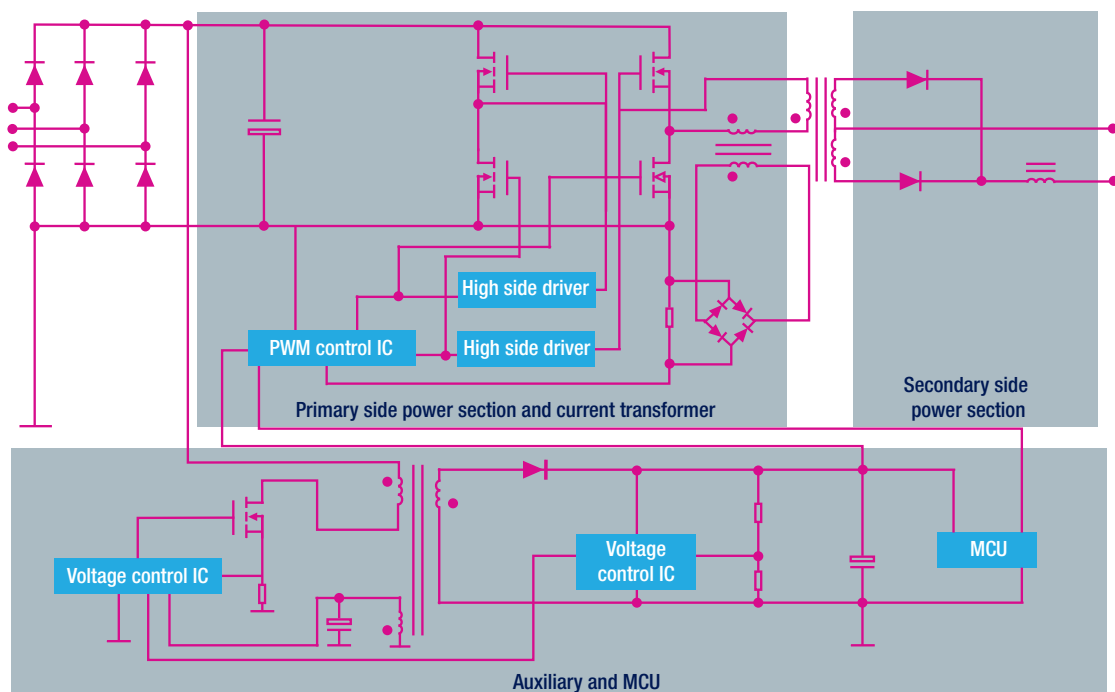 High side driver
PWM control IC
High side driver
Primary side power section and current transformer
Secondary side
power section
Voltage control IC
Voltage
control IC
MCU
Auxiliary and MCU